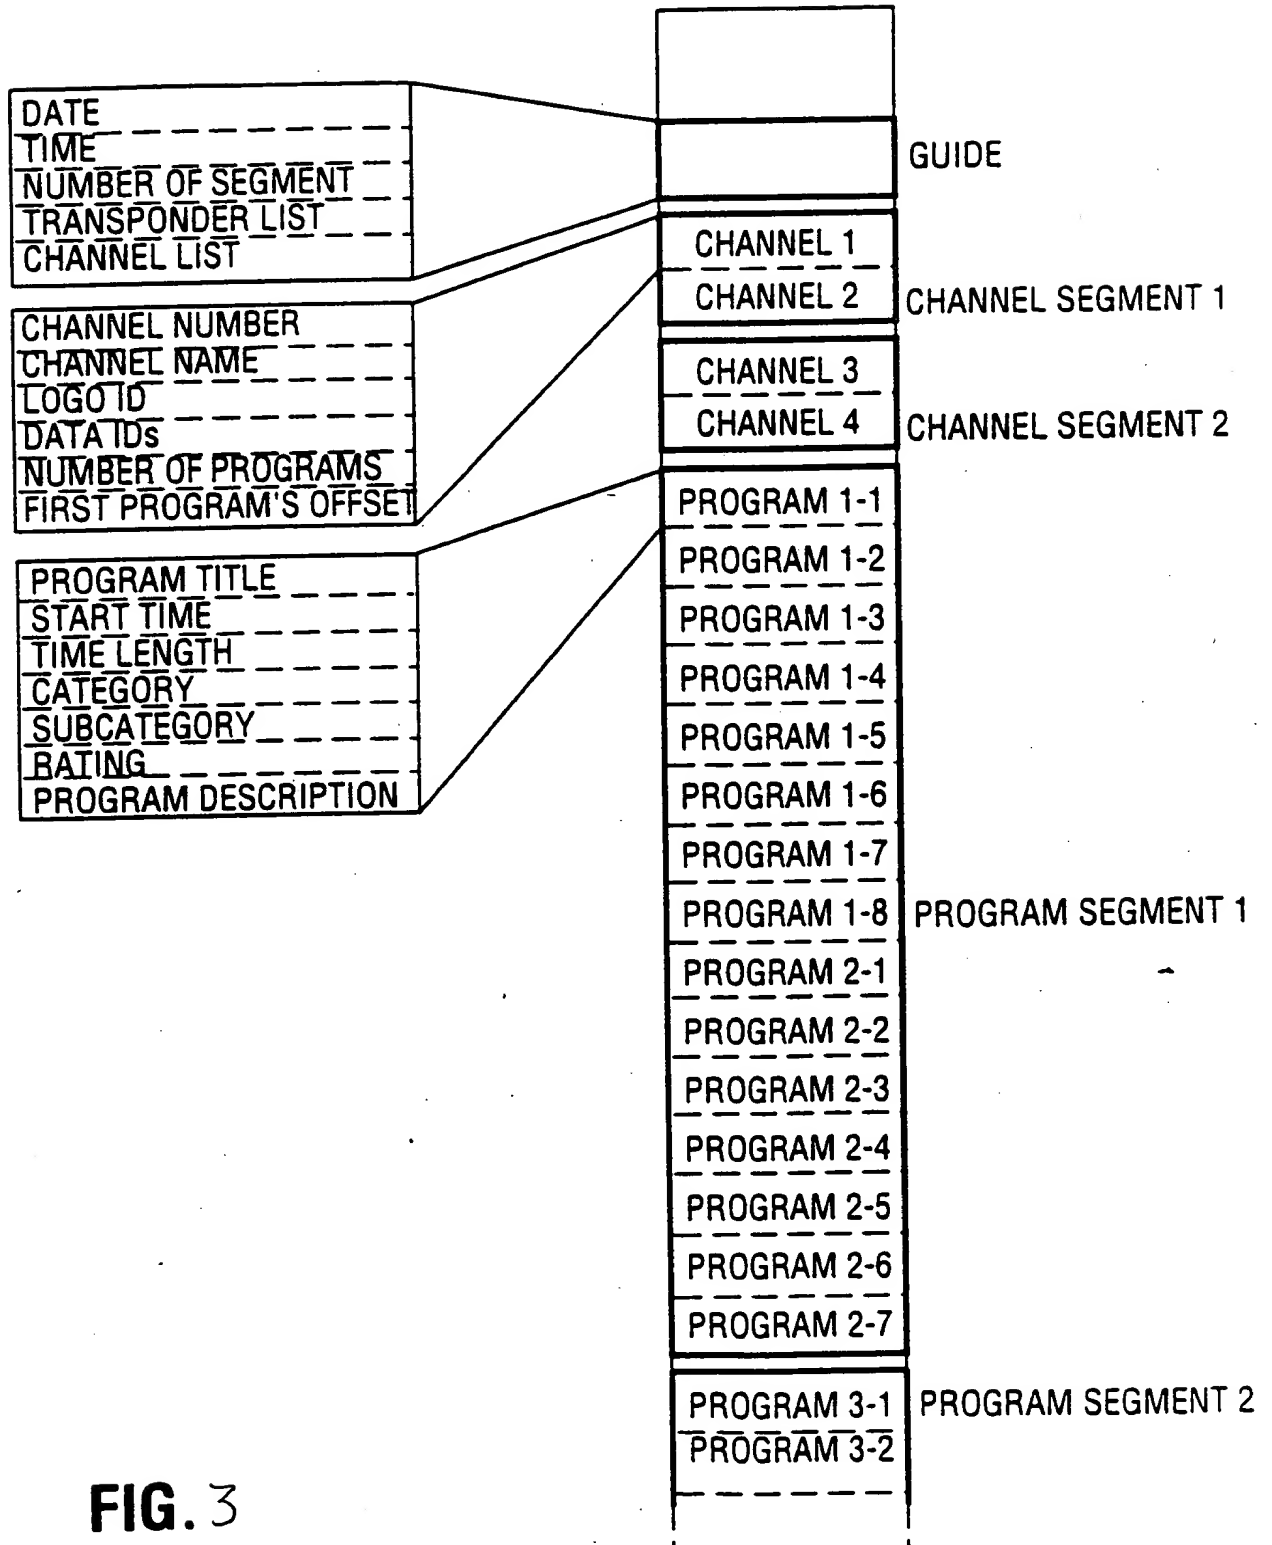 DATE
TIME
NUMBER OF SEGMENT
TRANSPONDER LIST
CHANNEL LIST
CHANNEL NUMBER
CHANNEL NAME
LOGO ID
DATA IDs
NUMBER OF PROGRAMS
FIRST PROGRAM'S OFFSET
PROGRAM TITLE
START TIME
TIME LENGTH
CATEGORY
SUBCATEGORY
RATING
PROGRAM DESCRIPTION
GUIDE
CHANNEL 1
CHANNEL 2
CHANNEL SEGMENT 1
CHANNEL 3
CHANNEL 4
CHANNEL SEGMENT 2
PROGRAM 1-1
PROGRAM 1-2
PROGRAM 1-3
PROGRAM 1-4
PROGRAM 1-5
PROGRAM 1-6
PROGRAM 1-7
PROGRAM 1-8
PROGRAM SEGMENT 1
PROGRAM 2-1
PROGRAM 2-2
PROGRAM 2-3
PROGRAM 2-4
PROGRAM 2-5
PROGRAM 2-6
PROGRAM 2-7
PROGRAM 3-1
PROGRAM SEGMENT 2
PROGRAM 3-2
FIG. 3